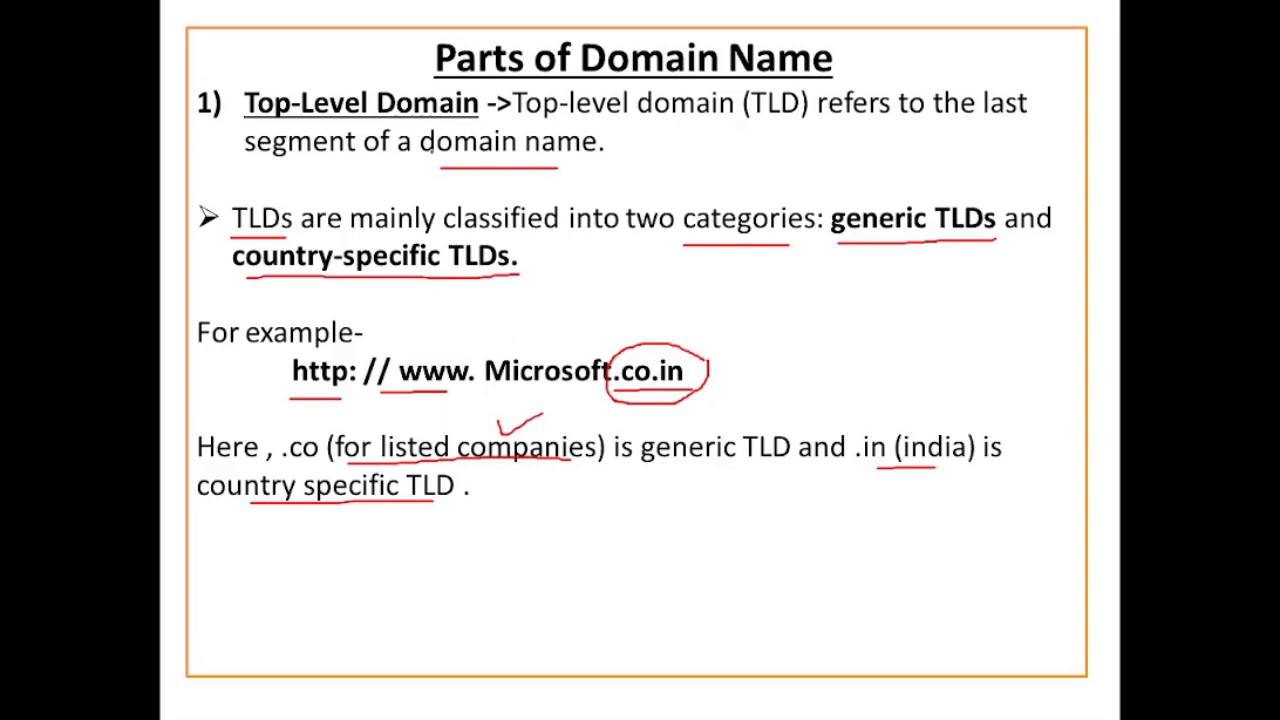 Parts of Domain Name
1) Top-Level Domain ->Top-level domain (TLD) refers to the last
segment of a domain name.
➢ TLDs are mainly classified into two categories: generic TLDs and
country-specific TLDs.
For example-
http: // www. Microsoft.co.in
Here , .co (for listed companies) is generic TLD and .in (india) is
country specific TLD .